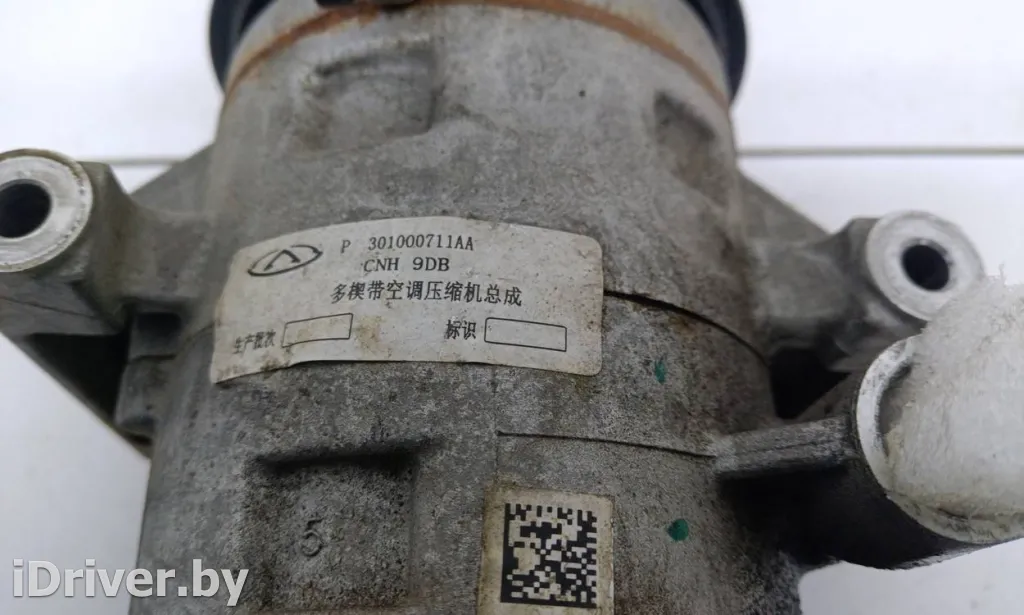 P 301000711AA
CNH 9DB
多楔带空调压缩机总成
生产批次 标识
5
iDriver.by